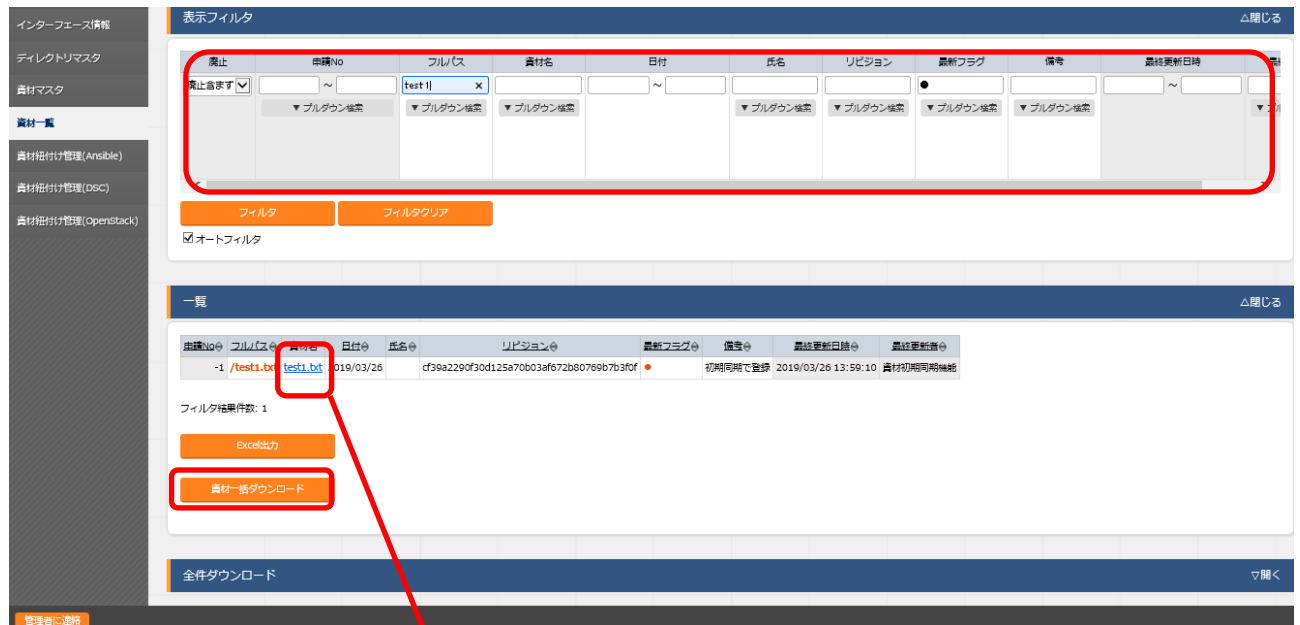 インターフェース情報
ディレクトリマスタ
資材マスタ
資材一覧
資材紐付け管理(Ansible)
資材紐付け管理(DSC)
資材紐付け管理(OpenStack)
表示フィルタ
△閉じる
廃止 申請No フルパス 資材名 日付 氏名 リビジョン 最新フラグ 備考 最終更新日時
廃止含まず ～ test 1 × ～ ● ～
▼ プルダウン検索 ▼ プルダウン検索 ▼ プルダウン検索 ▼ プルダウン検索 ▼ プルダウン検索 ▼ プルダウン検索 ▼ プルダウン検索
フィルタ フィルタクリア
オートフィルタ
一覧
△閉じる
申請No フルパス 資材名 日付 氏名 リビジョン 最新フラグ 備考 最終更新日時 最終更新者
-1 /test1.txt test1.txt 2019/03/26 cf39a2290f30d125a70b03af672b80769b7b3f0f ● 初期同期で登録 2019/03/26 13:59:10 資材初期同期機能
フィルタ結果件数: 1
Excel出力
資材一括ダウンロード
全件ダウンロード
▽開く
管理者に連絡